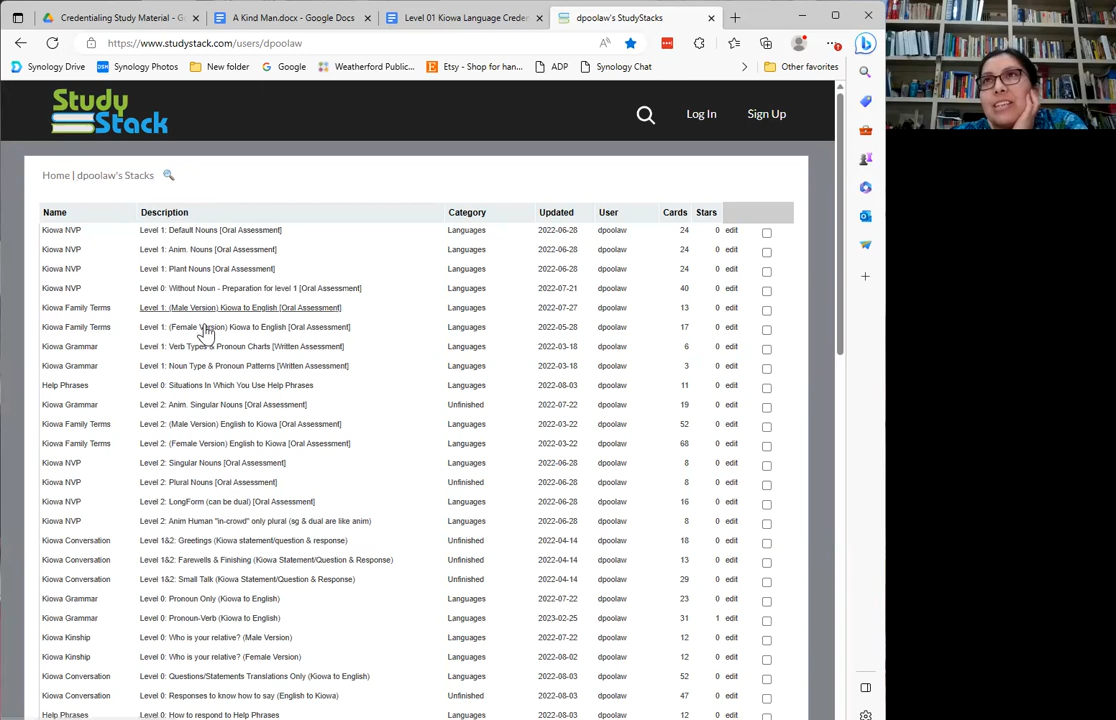 Credentialing Study Material - G
A Kind Man.docx - Google Docs
Level 01 Kiowa Language Creden
dpoolaw's StudyStacks
https://www.studystack.com/users/dpoolaw
Synology Drive
Synology Photos
New folder
Google
Weatherford Public...
Etsy - Shop for han...
ADP
Synology Chat
Other favorites
Study Stack
Log In
Sign Up
Home | dpoolaw's Stacks
Name Description Category Updated User Cards Stars
Kiowa NVP Level 1: Default Nouns [Oral Assessment] Languages 2022-06-28 dpoolaw 24 0 edit
Kiowa NVP Level 1: Anim. Nouns [Oral Assessment] Languages 2022-06-28 dpoolaw 24 0 edit
Kiowa NVP Level 1: Plant Nouns [Oral Assessment] Languages 2022-06-28 dpoolaw 24 0 edit
Kiowa NVP Level 0: Without Noun - Preparation for level 1 [Oral Assessment] Languages 2022-07-21 dpoolaw 40 0 edit
Kiowa Family Terms Level 1: (Male Version) Kiowa to English [Oral Assessment] Languages 2022-07-27 dpoolaw 13 0 edit
Kiowa Family Terms Level 1: (Female Version) Kiowa to English [Oral Assessment] Languages 2022-05-28 dpoolaw 17 0 edit
Kiowa Grammar Level 1: Verb Types & Pronoun Charts [Written Assessment] Languages 2022-03-18 dpoolaw 6 0 edit
Kiowa Grammar Level 1: Noun Type & Pronoun Patterns [Written Assessment] Languages 2022-03-18 dpoolaw 3 0 edit
Help Phrases Level 0: Situations In Which You Use Help Phrases Languages 2022-08-03 dpoolaw 11 0 edit
Kiowa Grammar Level 2: Anim. Singular Nouns [Oral Assessment] Unfinished 2022-07-22 dpoolaw 19 0 edit
Kiowa Family Terms Level 2: (Male Version) English to Kiowa [Oral Assessment] Languages 2022-03-22 dpoolaw 52 0 edit
Kiowa Family Terms Level 2: (Female Version) English to Kiowa [Oral Assessment] Languages 2022-03-22 dpoolaw 68 0 edit
Kiowa NVP Level 2: Singular Nouns [Oral Assessment] Languages 2022-06-28 dpoolaw 8 0 edit
Kiowa NVP Level 2: Plural Nouns [Oral Assessment] Unfinished 2022-06-28 dpoolaw 8 0 edit
Kiowa NVP Level 2: LongForm (can be dual) [Oral Assessment] Languages 2022-06-28 dpoolaw 16 0 edit
Kiowa NVP Level 2: Anim Human "in-crowd" only plural (sg & dual are like anim) Languages 2022-06-28 dpoolaw 8 0 edit
Kiowa Conversation Level 1&2: Greetings (Kiowa statement/question & response) Unfinished 2022-04-14 dpoolaw 18 0 edit
Kiowa Conversation Level 1&2: Farewells & Finishing (Kiowa Statement/Question & Response) Unfinished 2022-04-14 dpoolaw 13 0 edit
Kiowa Conversation Level 1&2: Small Talk (Kiowa Statement/Question & Response) Unfinished 2022-04-14 dpoolaw 29 0 edit
Kiowa Grammar Level 0: Pronoun Only (Kiowa to English) Languages 2022-07-22 dpoolaw 23 0 edit
Kiowa Grammar Level 0: Pronoun-Verb (Kiowa to English) Languages 2023-02-25 dpoolaw 31 1 edit
Kiowa Kinship Level 0: Who is your relative? (Male Version) Languages 2022-07-22 dpoolaw 12 0 edit
Kiowa Kinship Level 0: Who is your relative? (Female Version) Languages 2022-08-02 dpoolaw 12 0 edit
Kiowa Conversation Level 0: Questions/Statements Translations Only (Kiowa to English) Languages 2022-08-03 dpoolaw 52 0 edit
Kiowa Conversation Level 0: Responses to know how to say (English to Kiowa) Unfinished 2022-08-03 dpoolaw 47 0 edit
Help Phrases Level 0: How to respond to Help Phrases Languages 2022-08-03 dpoolaw 12 0 edit